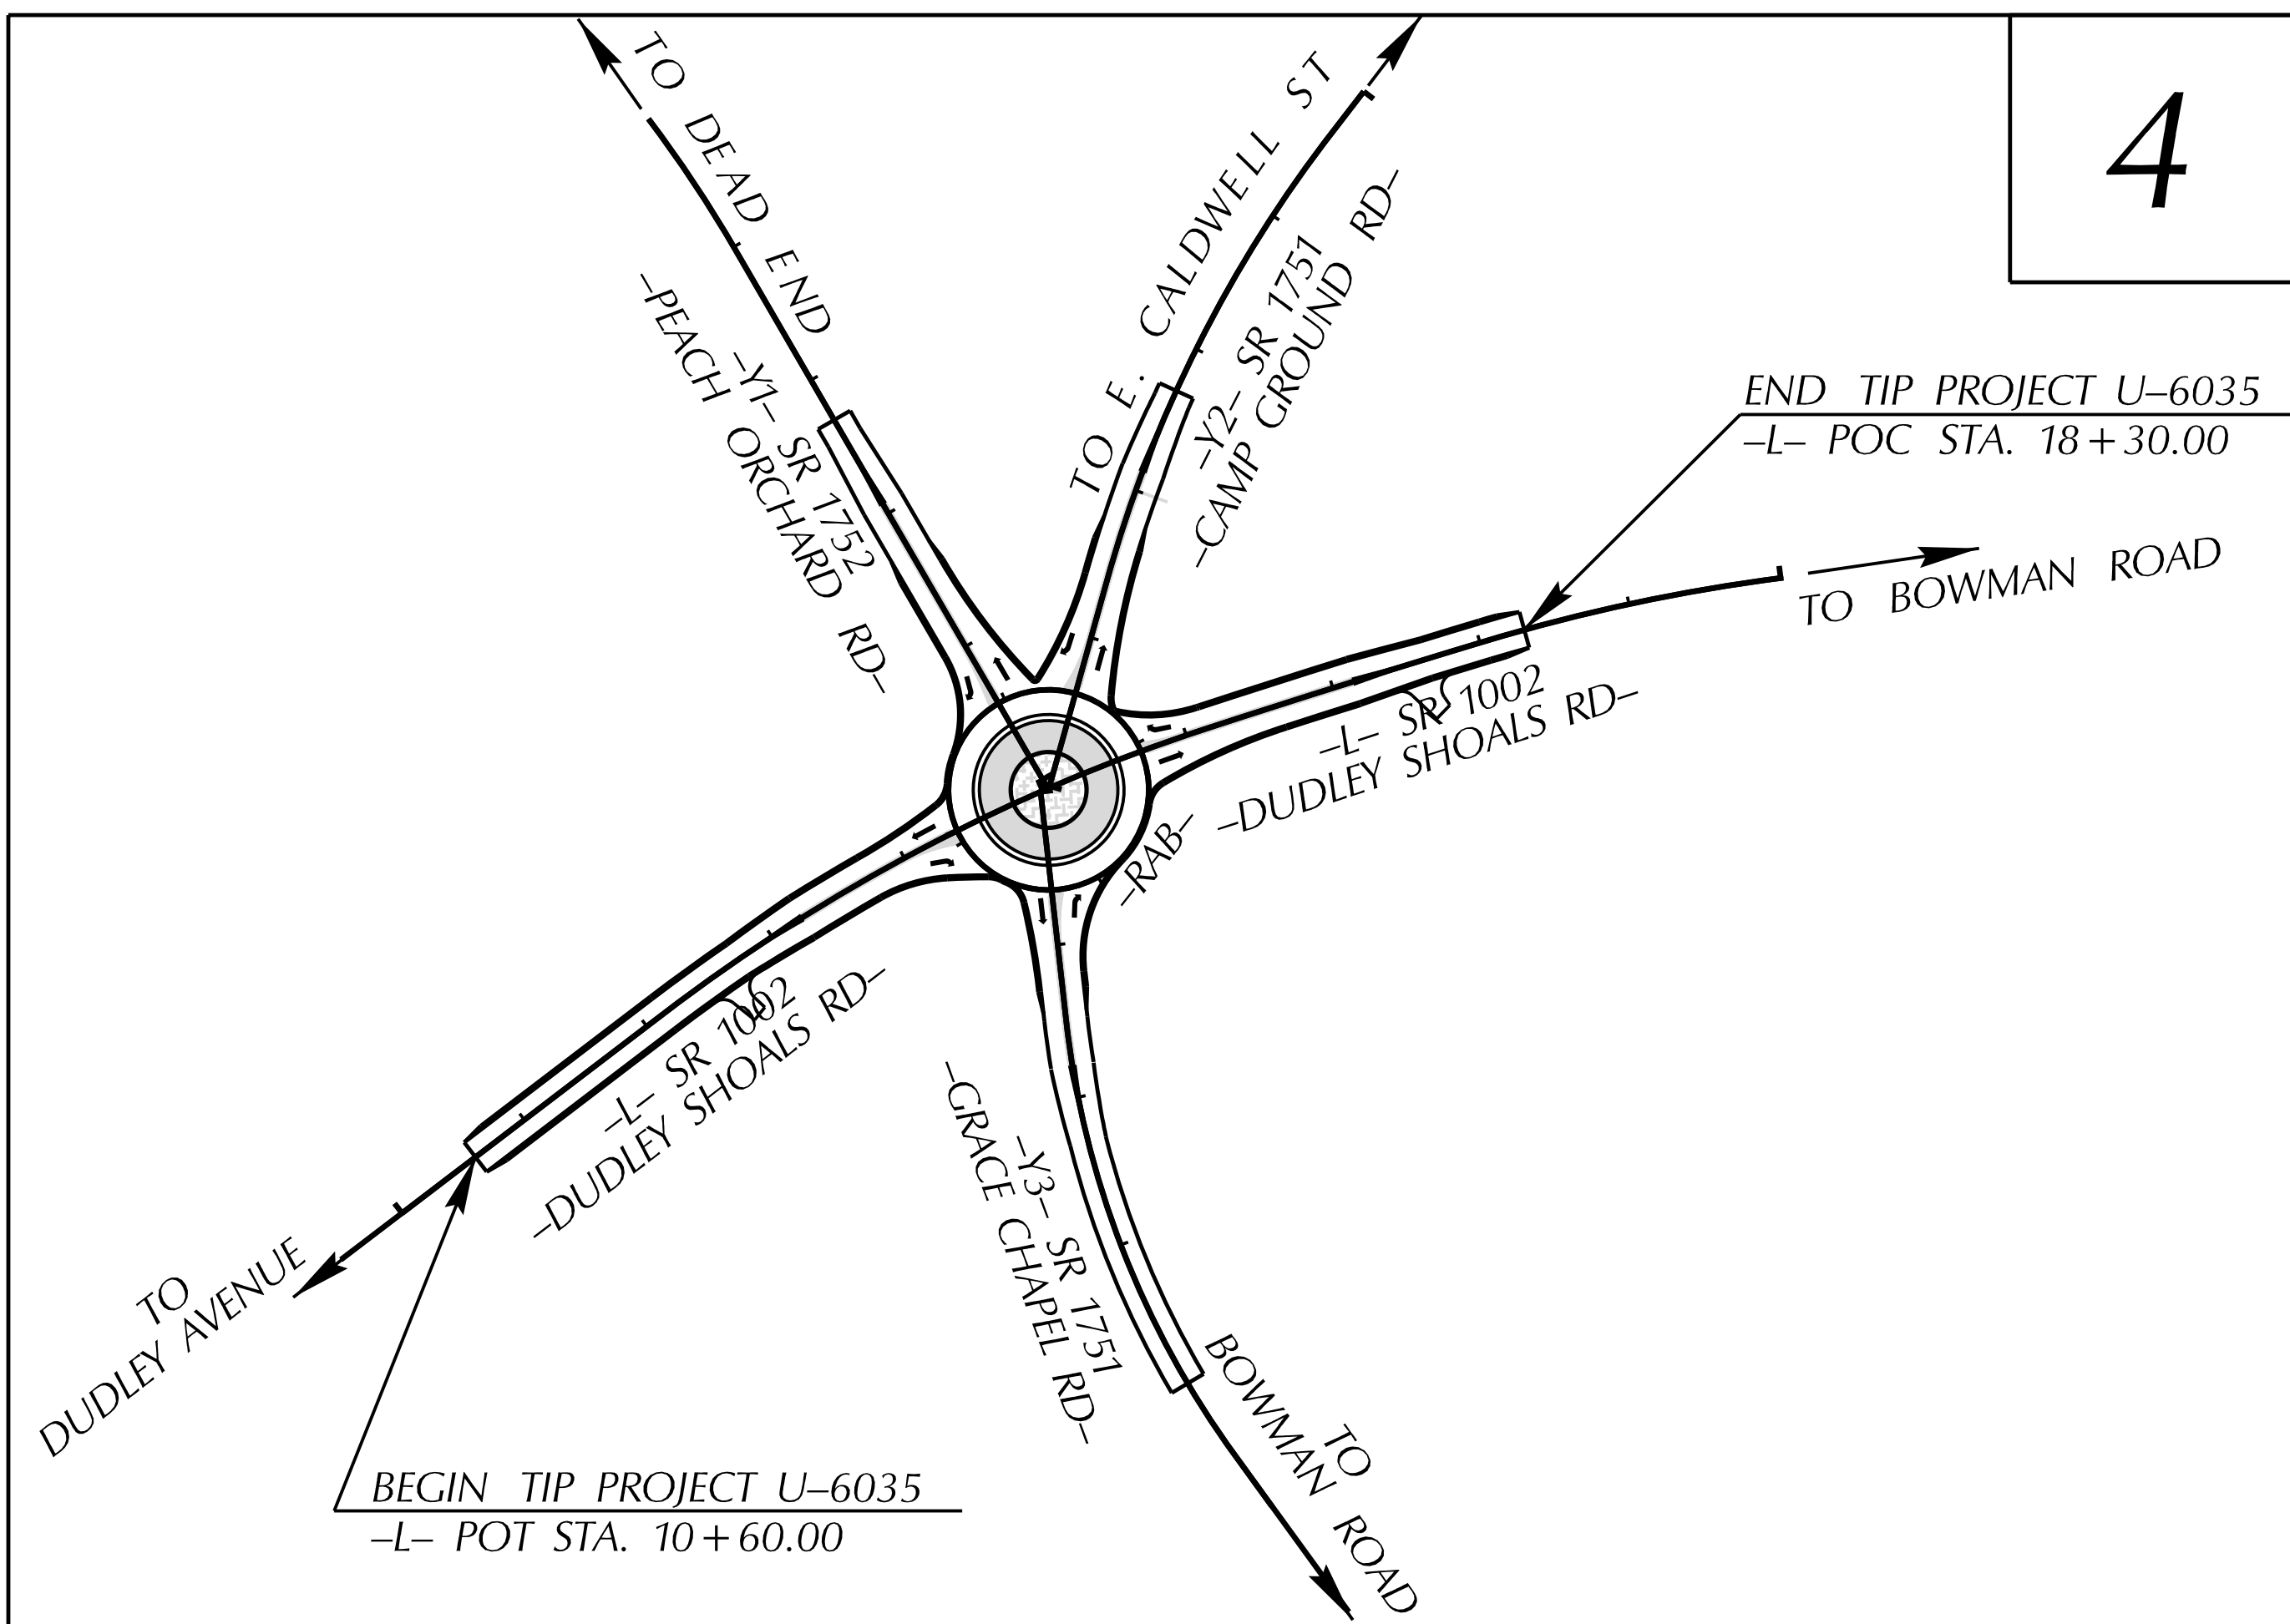 4
TO DEAD END
–PEACH ORCHARD RD–
–Y1– SR 1752
TO E. CALDWELL ST
–Y2– SR 1751
–CAMP GROUND RD–
END TIP PROJECT U–6035
–L– POC STA. 18+30.00
TO BOWMAN ROAD
–L– SR 1002
–DUDLEY SHOALS RD–
–RAB–
–L– SR 1002
–DUDLEY SHOALS RD–
–GRACE CHAPEL RD–
–Y3– SR 1751
TO
DUDLEY AVENUE
TO
BOWMAN ROAD
BEGIN TIP PROJECT U–6035
–L– POT STA. 10+60.00